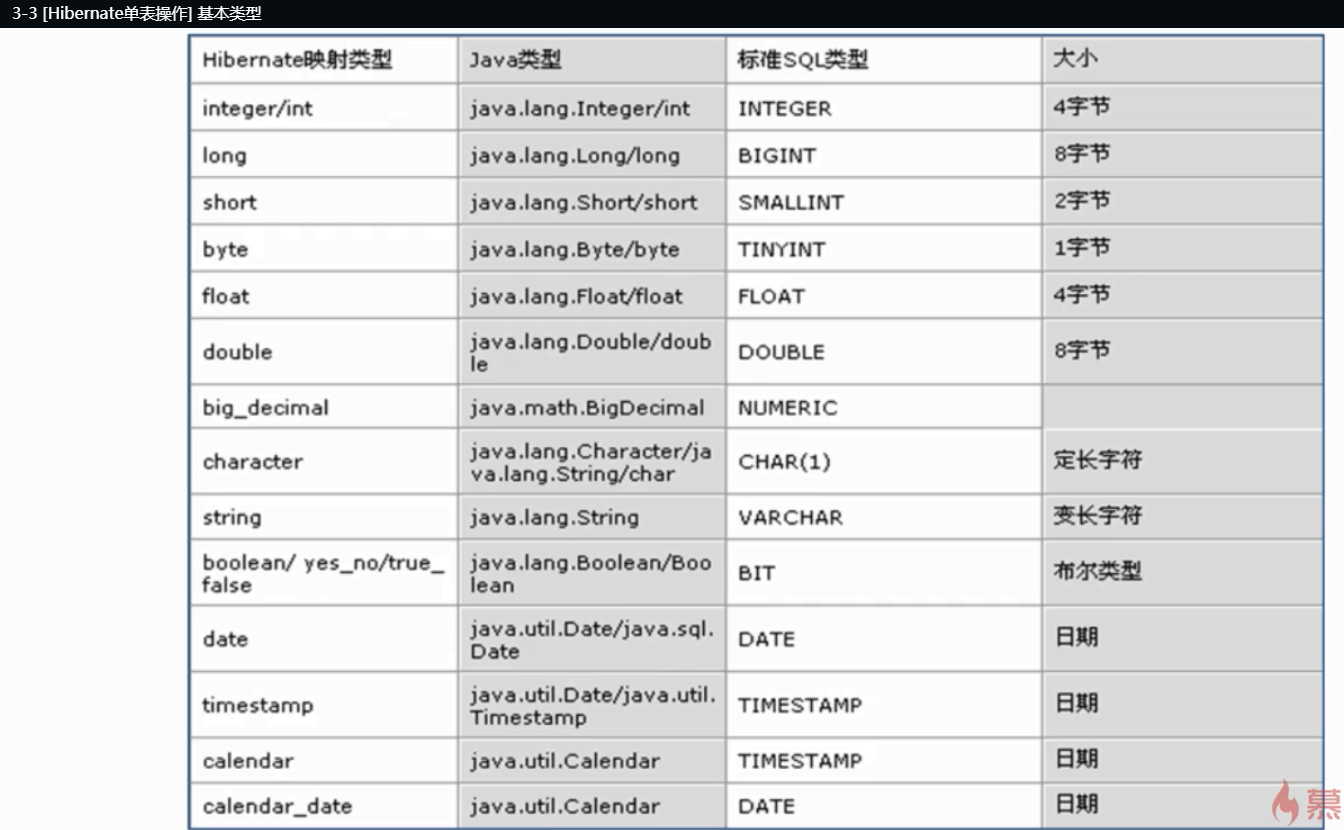 3-3 [Hibernate单表操作] 基本类型
Hibernate映射类型 Java类型 标准SQL类型 大小
integer/int java.lang.Integer/int INTEGER 4字节
long java.lang.Long/long BIGINT 8字节
short java.lang.Short/short SMALLINT 2字节
byte java.lang.Byte/byte TINYINT 1字节
float java.lang.Float/float FLOAT 4字节
double java.lang.Double/doub
le DOUBLE 8字节
big_decimal java.math.BigDecimal NUMERIC
character java.lang.Character/ja
va.lang.String/char CHAR(1) 定长字符
string java.lang.String VARCHAR 变长字符
boolean/ yes_no/true_
false java.lang.Boolean/Boo
lean BIT 布尔类型
date java.util.Date/java.sql.
Date DATE 日期
timestamp java.util.Date/java.util.
Timestamp TIMESTAMP 日期
calendar java.util.Calendar TIMESTAMP 日期
calendar_date java.util.Calendar DATE 日期
慕